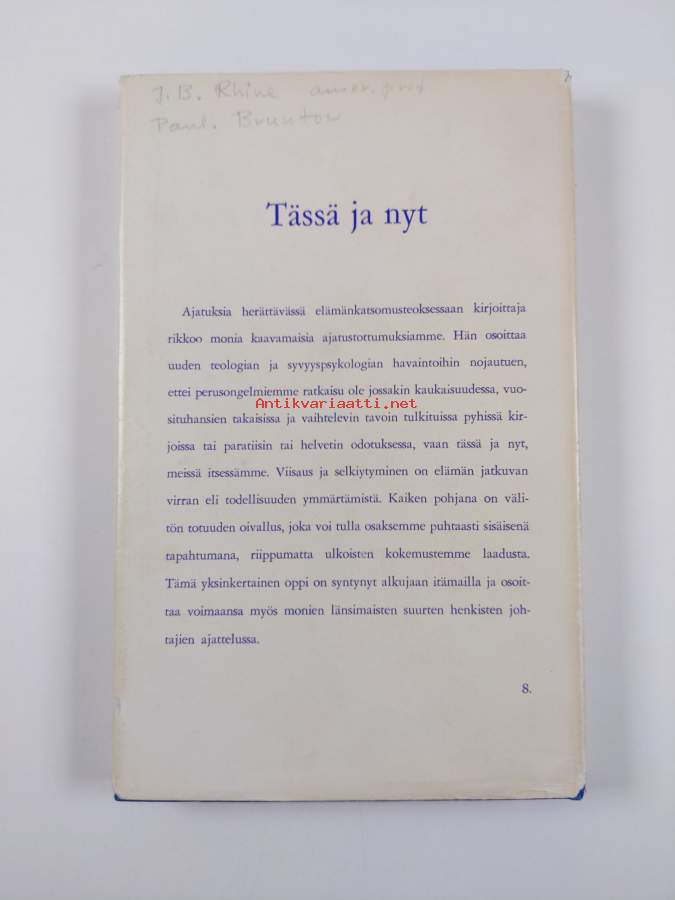 J.B. Rhine amer. prof
Paul. Brunton
Tässä ja nyt
Ajatuksia herättävässä elämänkatsomusteoksessaan kirjoittaja
rikkoo monia kaavamaisia ajatustottumuksiamme. Hän osoittaa
uuden teologian ja syvyyspsykologian havaintoihin nojautuen,
ettei perusongelmiemme ratkaisu ole jossakin kaukaisuudessa, vuo-
Antikvariaatti.net
situhansien takaisissa ja vaihtelevin tavoin tulkituissa pyhissä kir-
joissa tai paratiisin tai helvetin odotuksessa, vaan tässä ja nyt,
meissä itsessämme. Viisaus ja selkiytyminen on elämän jatkuvan
virran eli todellisuuden ymmärtämistä. Kaiken pohjana on väli-
tön totuuden oivallus, joka voi tulla osaksemme puhtaasti sisäisenä
tapahtumana, riippumatta ulkoisten kokemustemme laadusta.
Tämä yksinkertainen oppi on syntynyt alkujaan itämailla ja osoit-
taa voimaansa myös monien länsimaisten suurten henkisten joh-
tajien ajattelussa.
8.